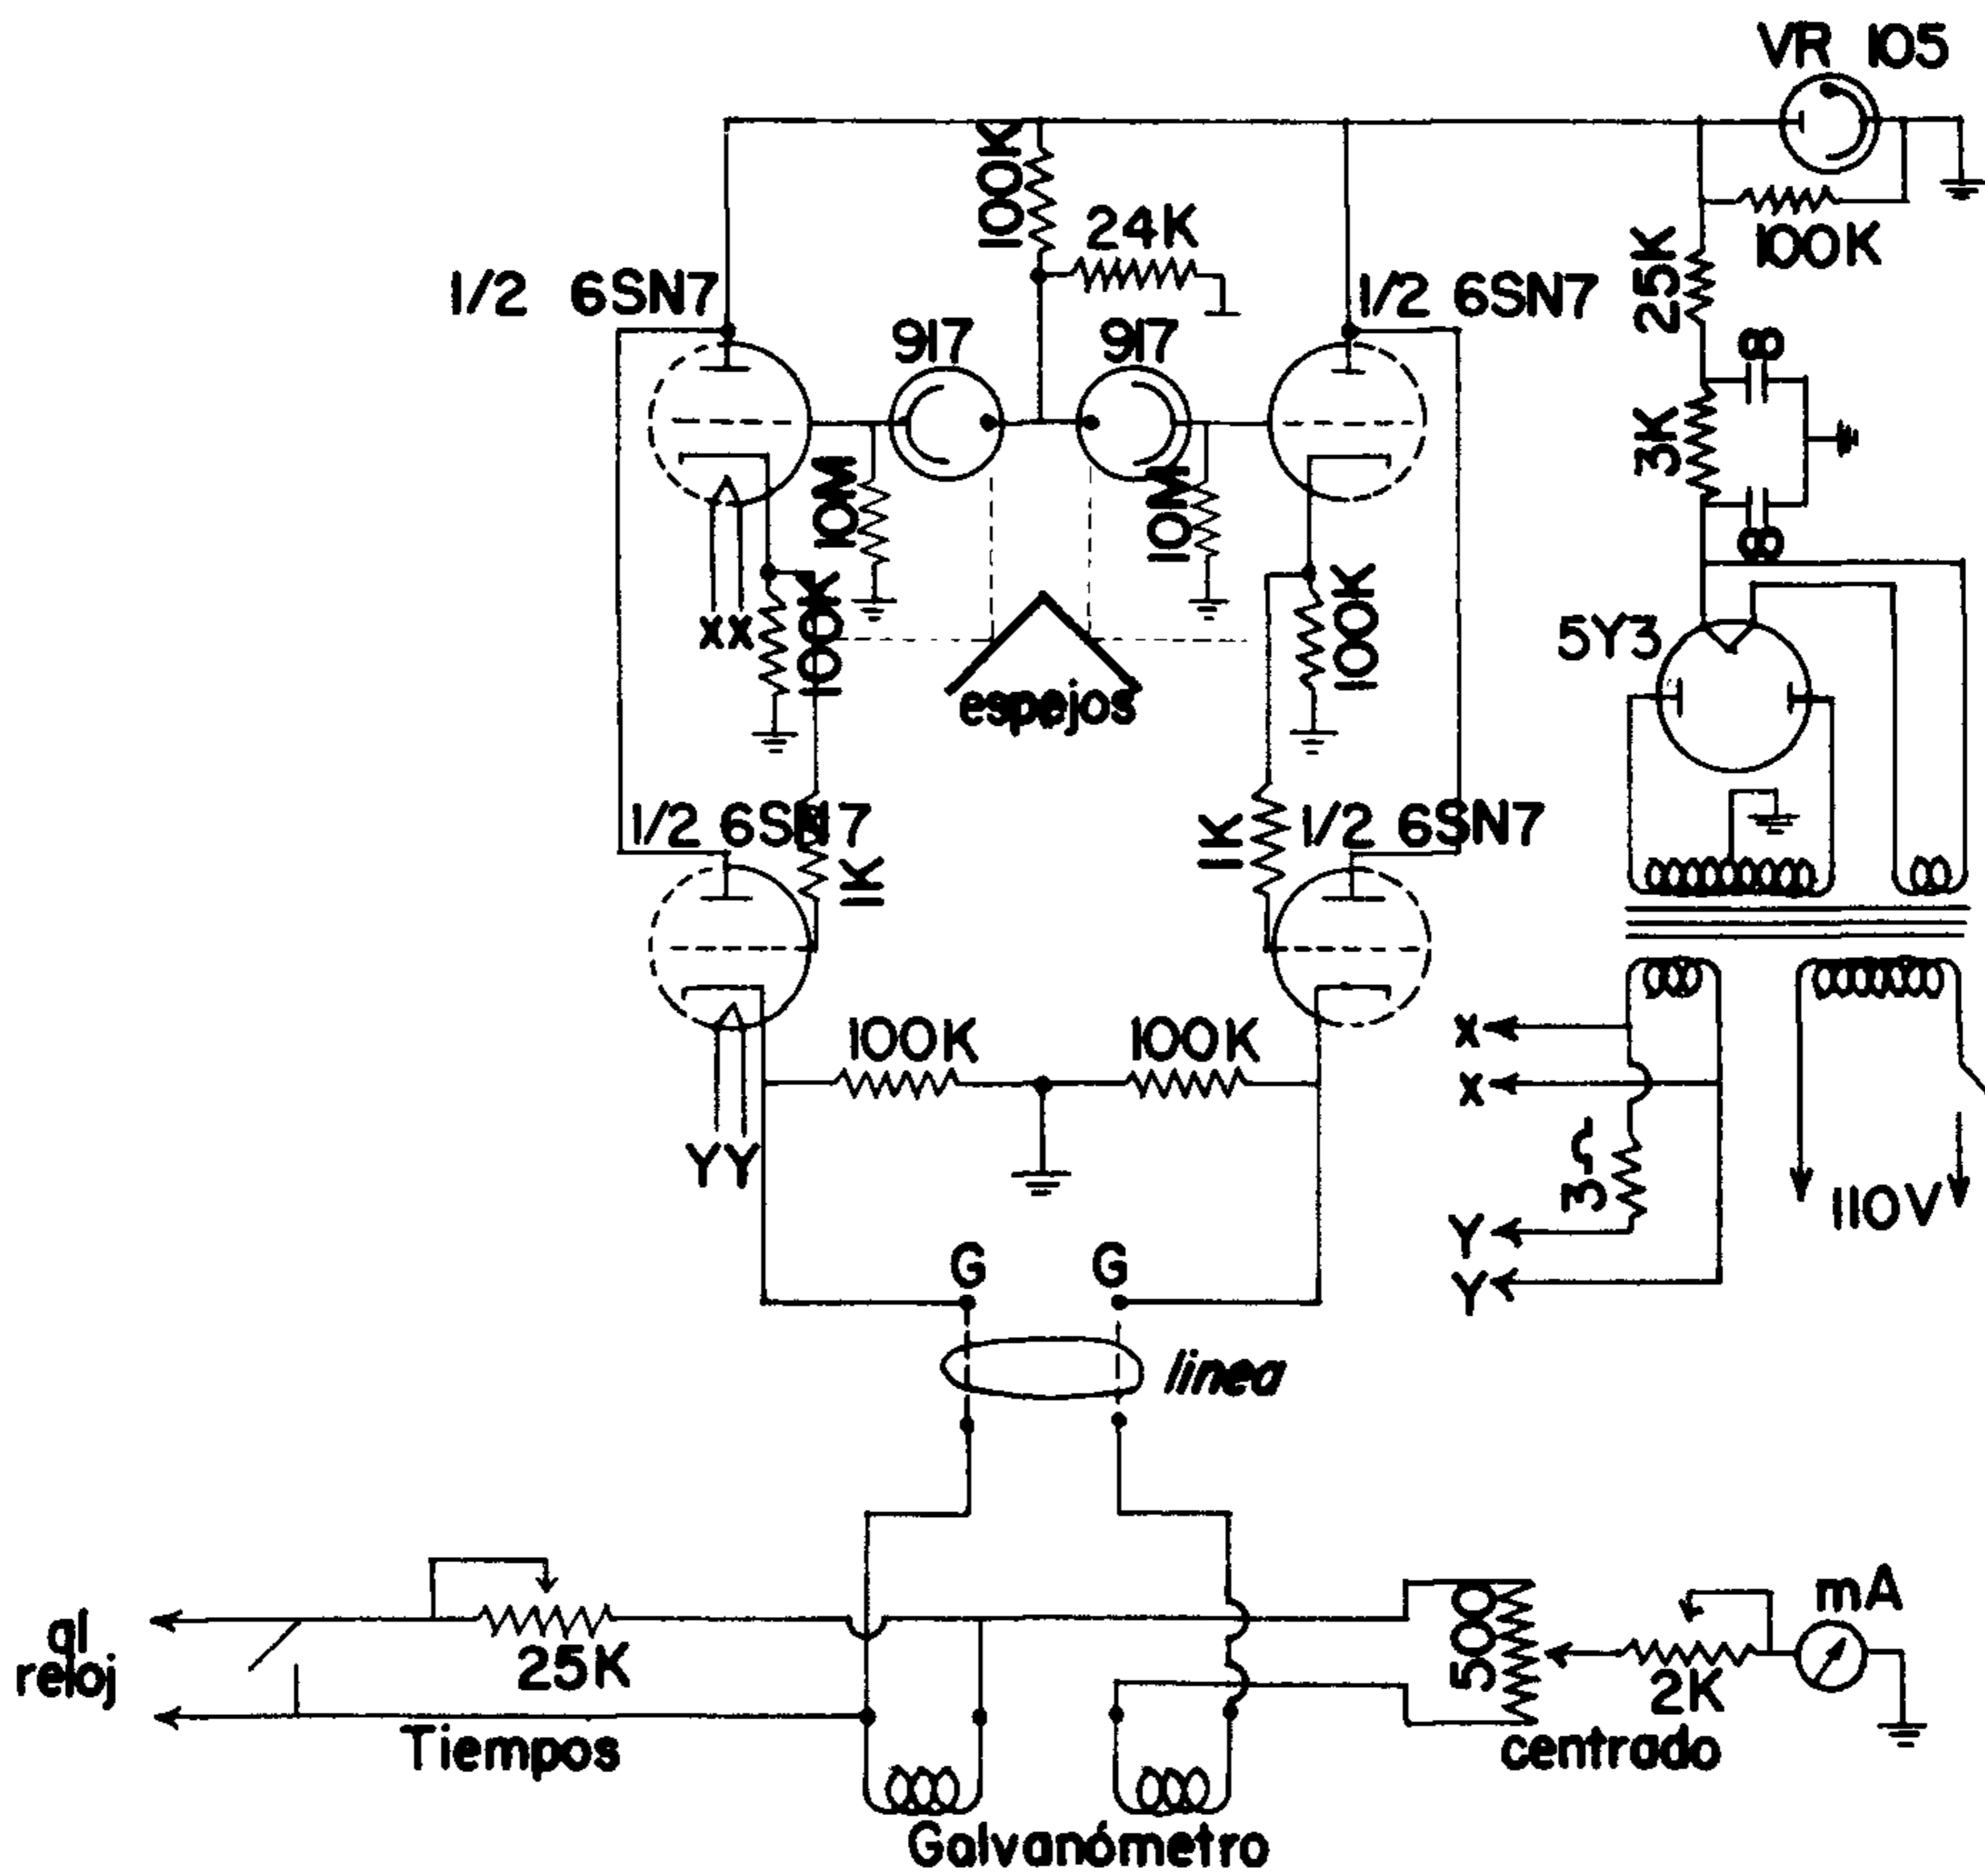 VR 105
100K
24K
100K
1/2 6SN7
1/2 6SN7
25K
917
917
8
3K
10M
10M
8
xx
100K
100K
5Y3
espejos
1/2 6SN7
1K
1K
1/2 6SN7
100K
100K
x
x
YY
3~
Y
Y
110V
G
G
linea
al
reloj
25K
500
2K
mA
Tiempos
centrado
Galvanómetro